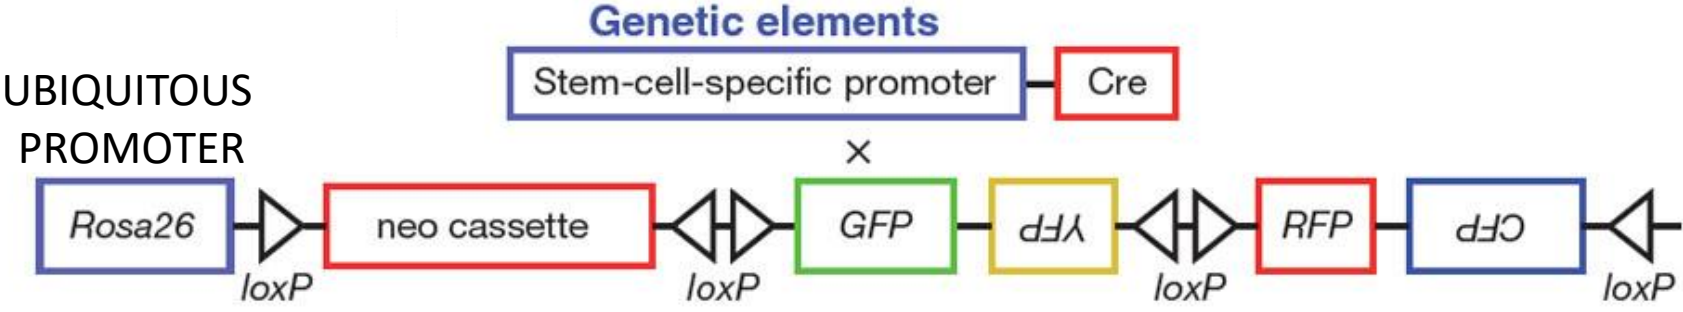 Genetic elements
Stem-cell-specific promoter Cre
UBIQUITOUS
PROMOTER
×
Rosa26 neo cassette GFP YFP RFP CFP
loxP loxP loxP loxP